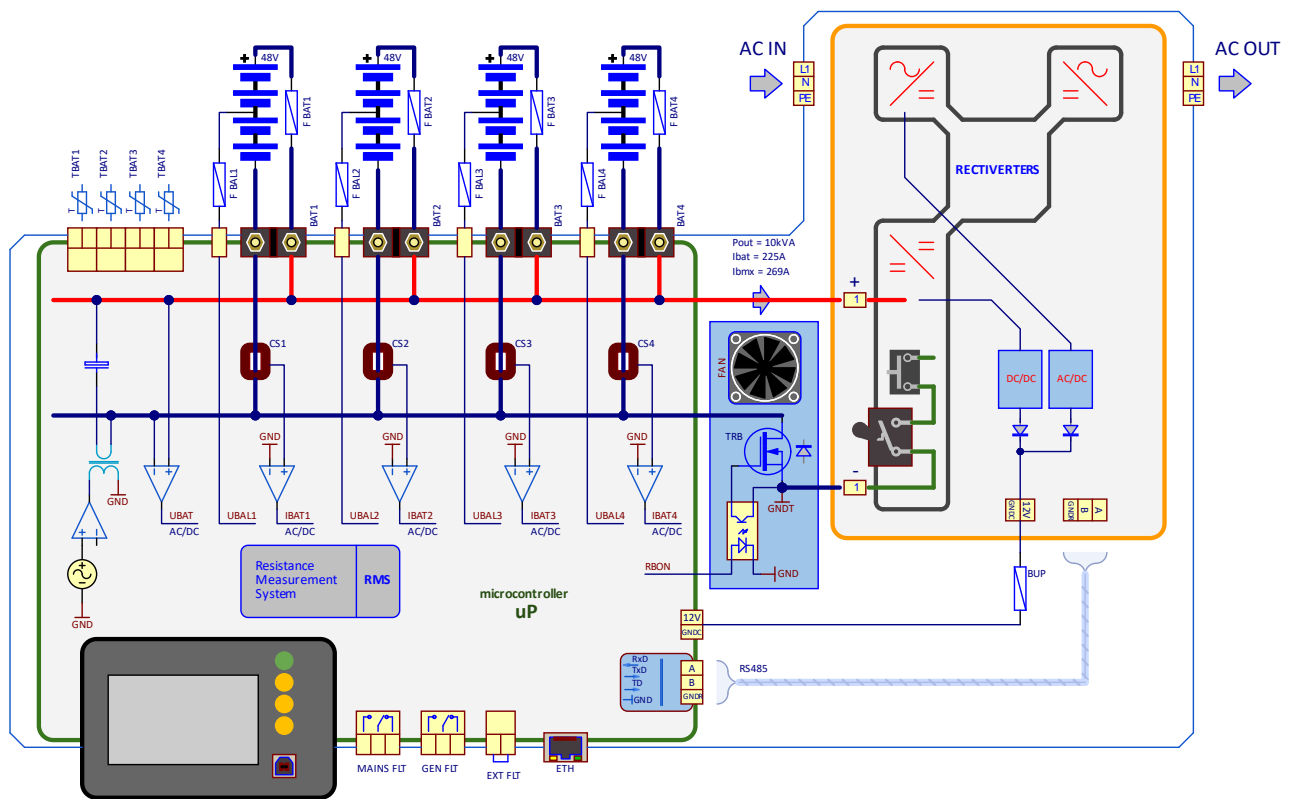 AC IN
AC OUT
L1
N
PE
L1
N
PE
+
48V
+
48V
+
48V
+
48V
F BAT1
F BAT2
F BAT3
F BAT4
TBAT1
TBAT2
TBAT3
TBAT4
T
T
T
T
F BAL1
F BAL2
F BAL3
F BAL4
BAT1
BAT2
BAT3
BAT4
RECTIVERTERS
Pout = 10kVA
Ibat = 225A
Ibmx = 269A
+
1
CS1
CS2
CS3
CS4
FAN
DC/DC
AC/DC
TRB
GND
GND
GND
GND
- +
- +
- +
- +
- +
-
1
GND
GNDT
UBAT
AC/DC
UBAL1
IBAT1
AC/DC
UBAL2
IBAT2
AC/DC
UBAL3
IBAT3
AC/DC
UBAL4
IBAT4
AC/DC
GNDC
12V
GNDR
B
A
+ -
RBON
GND
Resistance
Measurement
System
RMS
microcontroller
uP
BUP
GND
12V
GNDC
RxD
TxD
TD
GND
A
B
GNDR
RS485
MAINS FLT
GEN FLT
EXT FLT
ETH